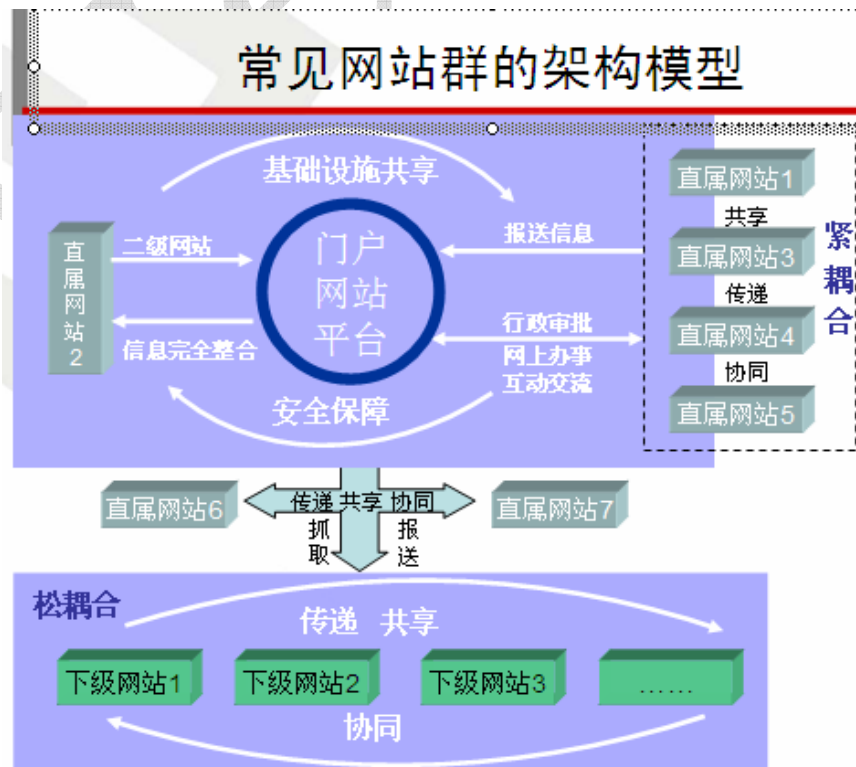 常见网站群的架构模型
基础设施共享
直属网站2
二级网站
信息完全整合
门户
网站
平台
报送信息
行政审批
网上办事
互动交流
安全保障
直属网站1
共享
直属网站3
传递
直属网站4
协同
直属网站5
紧耦合
直属网站6
传递 共享 协同
抓取
报送
直属网站7
松耦合
传递 共享
下级网站1
下级网站2
下级网站3
……
协同